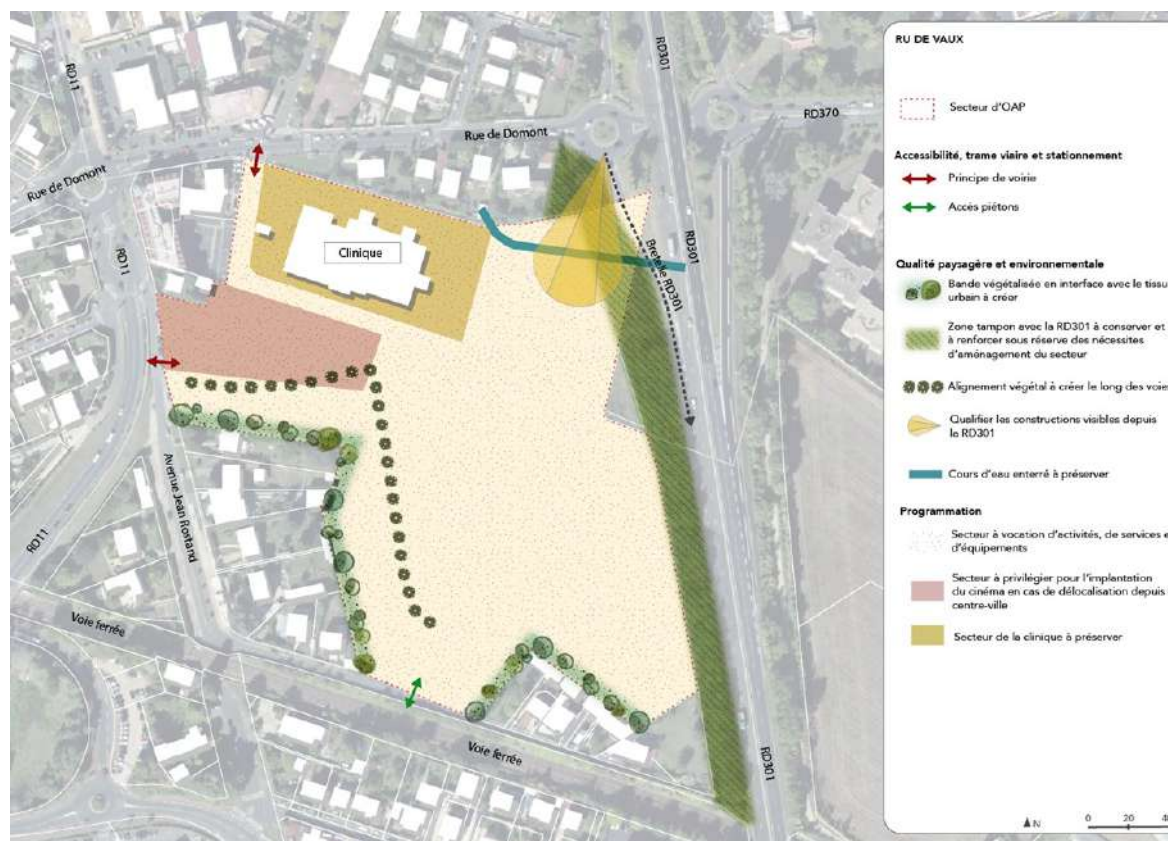 RD11
RD301
RD370
Rue de Domont
Rue de Domont
RD11
Clinique
Bretelle RD301
RD301
Avenue Jean Rostand
RD11
Voie ferrée
Voie ferrée
RD301
RU DE VAUX
Secteur d'OAP
Accessibilité, trame viaire et stationnement
Principe de voirie
Accès piétons
Qualité paysagère et environnementale
Bande végétalisée en interface avec le tissu
urbain à créer
Zone tampon avec la RD301 à conserver et
à renforcer sous réserve des nécessites
d'aménagement du secteur
Alignement végétal à créer le long des voies
Qualifier les constructions visibles depuis
la RD301
Cours d'eau enterré à préserver
Programmation
Secteur à vocation d'activités, de services e
d'équipements
Secteur à privilégier pour l'implantation
du cinéma en cas de délocalisation depuis
centre-ville
Secteur de la clinique à préserver
N
0 20 40